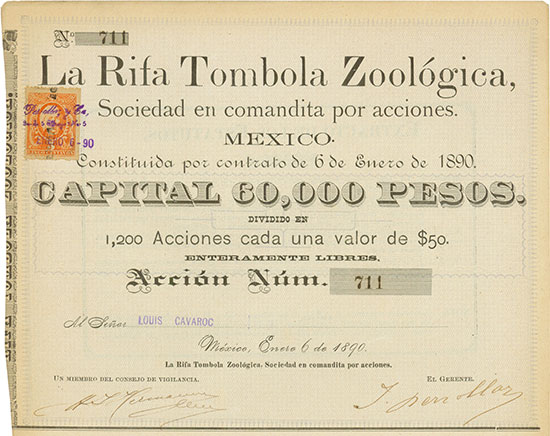 No. 711
La Rifa Tombola Zoológica,
Sociedad en comandita por acciones.
MEXICO.
Constituida por contrato de 6 de Enero de 1890.
CAPITAL 60,000 PESOS.
DIVIDIDO EN
1,200 Acciones cada una valor de $50.
ENTERAMENTE LIBRES.
Acción Núm. 711
Al Señor LOUIS CAVAROC
México, Enero 6 de 1890.
La Rifa Tombola Zoológica, Sociedad en comandita por acciones.
UN MIEMBRO DEL CONSEJO DE VIGILANCIA.
EL GERENTE.
ENERO 6-90